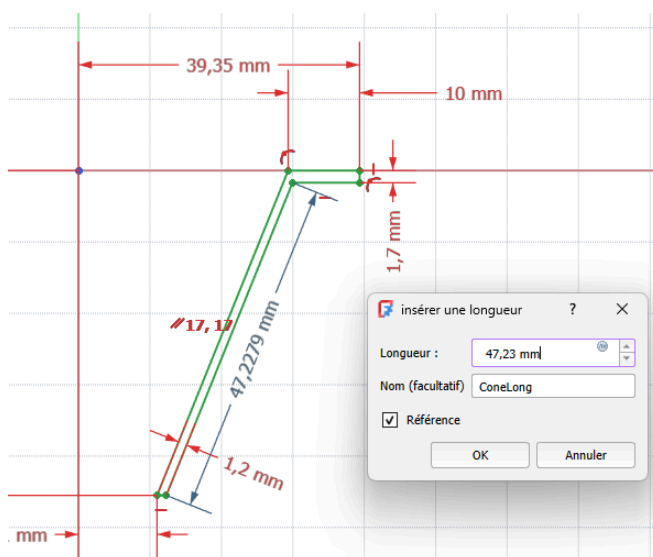 39,35 mm
10 mm
1,7 mm
17, 17
47,2279 mm
1,2 mm
mm
insérer une longueur ? X
Longueur : 47,23 mm
Nom (facultatif) ConeLong
Référence
OK Annuler